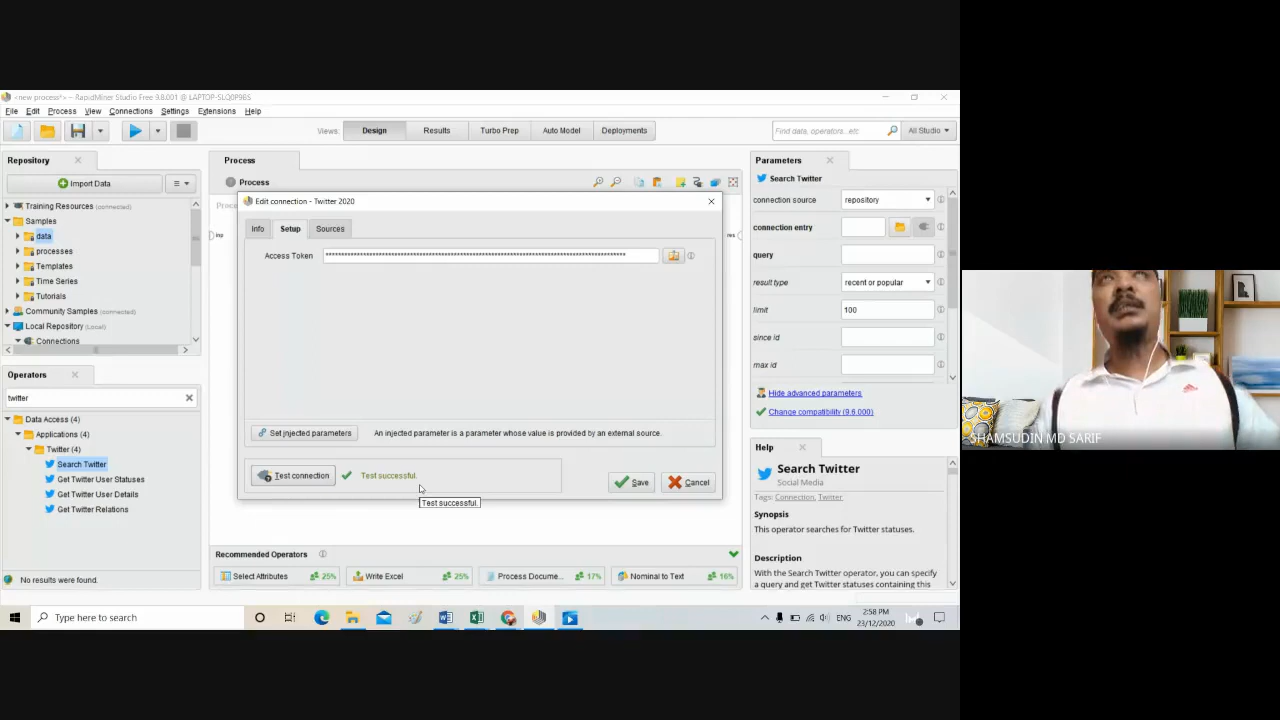 <new process*> – RapidMiner Studio Free 9.8.001 @ LAPTOP-SLQ0P9BS
File Edit Process View Connections Settings Extensions Help
Views: Design Results Turbo Prep Auto Model Deployments
Find data, operators...etc All Studio
Repository
Import Data
Training Resources (connected)
Samples
data
processes
Templates
Time Series
Tutorials
Community Samples (connected)
Local Repository (Local)
Connections
Operators
twitter
Data Access (4)
Applications (4)
Twitter (4)
Search Twitter
Get Twitter User Statuses
Get Twitter User Details
Get Twitter Relations
No results were found.
Process
Process
inp
res
Edit connection - Twitter 2020
Info Setup Sources
Access Token
Set injected parameters An injected parameter is a parameter whose value is provided by an external source.
Test connection Test successful.
Save Cancel
Test successful.
Recommended Operators
Select Attributes 25% Write Excel 25% Process Docume... 17% Nominal to Text 16%
Parameters
Search Twitter
connection source repository
connection entry
query
result type recent or popular
limit 100
since id
max id
Hide advanced parameters
Help
Search Twitter
Social Media
Tags: Connection, Twitter,
Synopsis
This operator searches for Twitter statuses.
Description
With the Search Twitter operator, you can specify
a query and get Twitter statuses containing this
Type here to search
ENG
2:58 PM
23/12/2020
SHAMSUDIN MD SARIF